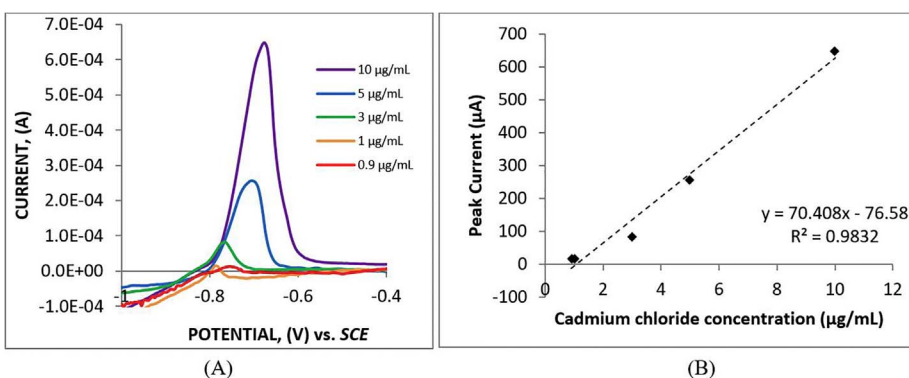 7.0E-04
6.0E-04
5.0E-04
4.0E-04
3.0E-04
2.0E-04
1.0E-04
0.0E+00
-1.0E-04
CURRENT, (A)
-1
-0.8
-0.6
-0.4
POTENTIAL, (V) vs. SCE
10 µg/mL
5 µg/mL
3 µg/mL
1 µg/mL
0.9 µg/mL
(A)
B)
700
600
500
400
300
200
100
0
-100
Peak Current (µA)
0
2
4
6
8
10
12
Cadmium chloride concentration (µg/mL)
y = 70.408x - 76.58
R² = 0.9832
(B)